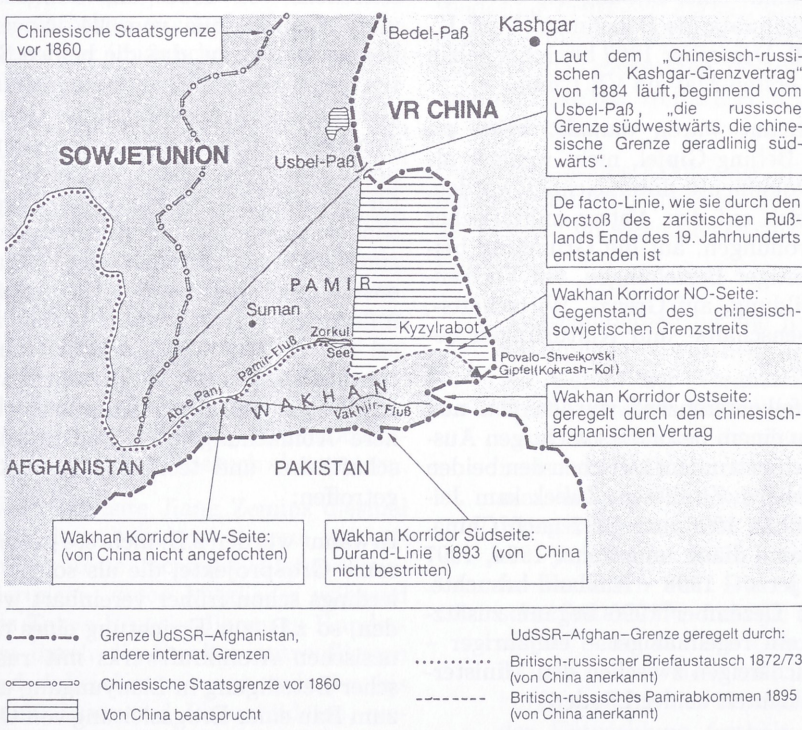 Chinesische Staatsgrenze
vor 1860
Bedel-Paß
Kashgar
Laut dem „Chinesisch-russi-
schen Kashgar-Grenzvertrag“
von 1884 läuft, beginnend vom
Usbel-Paß, „die russische
Grenze südwestwärts, die chine-
sische Grenze geradlinig süd-
wärts“.
VR CHINA
SOWJETUNION
Usbel-Paß
De facto-Linie, wie sie durch den
Vorstoß des zaristischen Ruß-
lands Ende des 19. Jahrhunderts
entstanden ist
PAMIR
Suman
Zorkul
See
Kyzylrabot
Wakhan Korridor NO-Seite:
Gegenstand des chinesisch-
sowjetischen Grenzstreits
Povalo-Shveikovski
Gipfel(Kokrash-Kol)
Pamir-Fluß
Ab-e Panj
WAKHAN
Vakhjir-Fluß
Wakhan Korridor Ostseite:
geregelt durch den chinesisch-
afghanischen Vertrag
AFGHANISTAN
PAKISTAN
Wakhan Korridor NW-Seite:
(von China nicht angefochten)
Wakhan Korridor Südseite:
Durand-Linie 1893 (von China
nicht bestritten)
Grenze UdSSR–Afghanistan,
andere internat. Grenzen
Chinesische Staatsgrenze vor 1860
Von China beansprucht
UdSSR–Afghan–Grenze geregelt durch:
Britisch-russischer Briefaustausch 1872/73
(von China anerkannt)
Britisch-russisches Pamirabkommen 1895
(von China anerkannt)